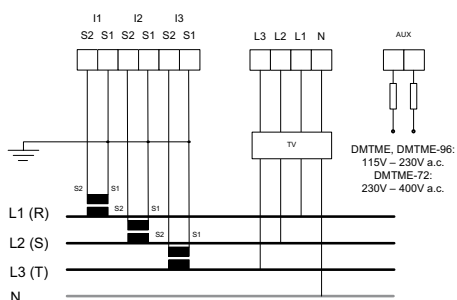 I1 I2 I3
S2 S1 S2 S1 S2 S1
L3 L2 L1 N
AUX
TV
DMTME, DMTME-96:
115V – 230V a.c.
DMTME-72:
230V – 400V a.c.
S2 S1
L1 (R)
S2 S1
L2 (S)
S2 S1
L3 (T)
N